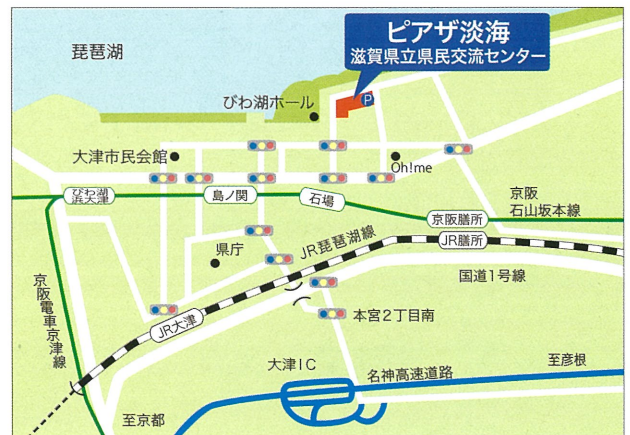 ピアザ淡海
滋賀県立県民交流センター
琵琶湖
P
びわ湖ホール
大津市民会館
Oh!me
びわ湖
浜大津
島ノ関
石場
京阪
石山坂本線
京阪膳所
JR膳所
県庁
JR琵琶湖線
国道1号線
京阪電車京津線
JR大津
本宮2丁目南
大津IC
名神高速道路
至彦根
至京都